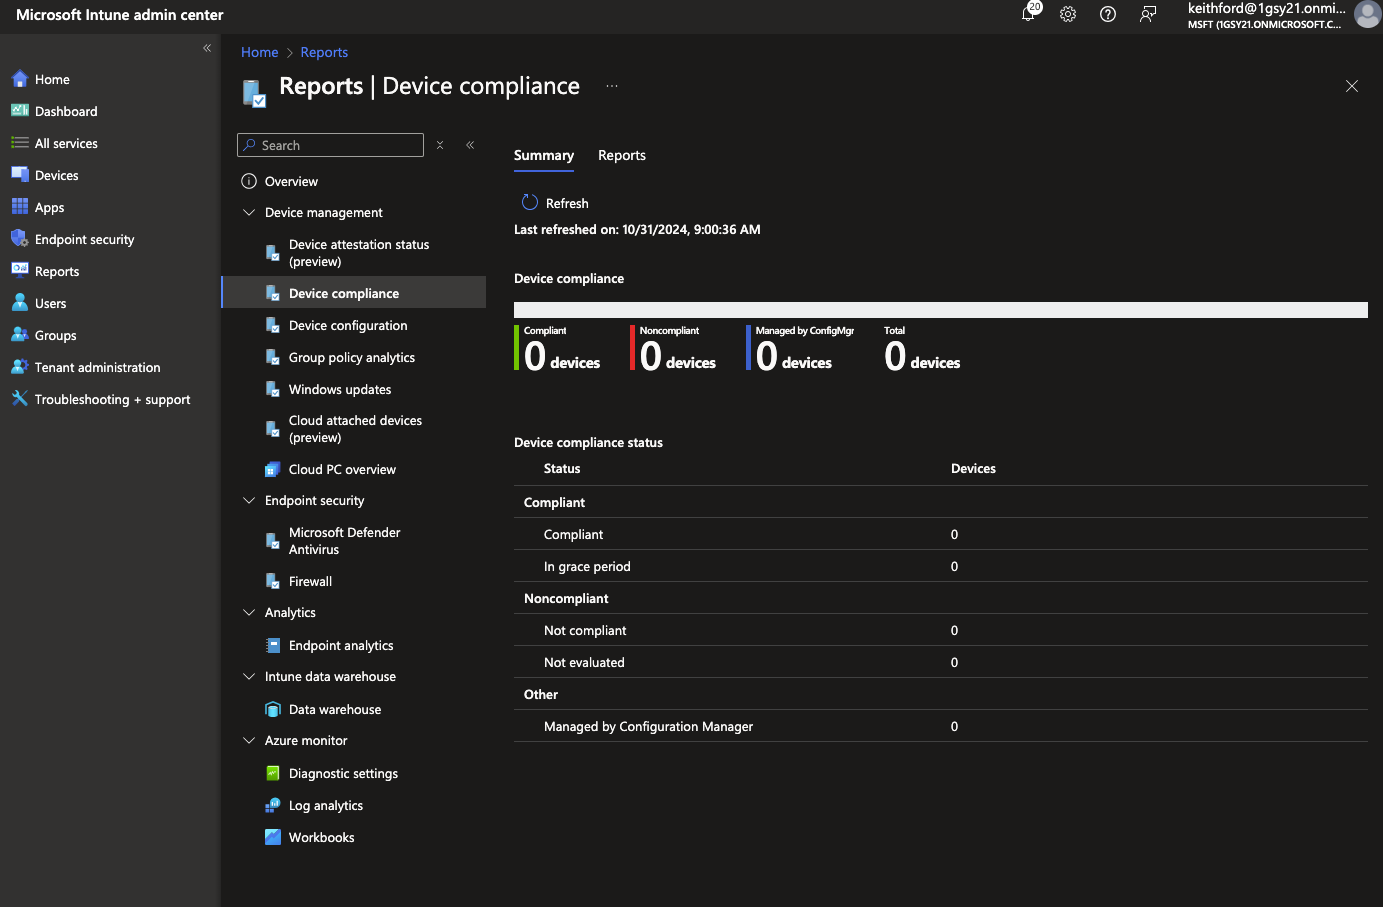 Microsoft Intune admin center
20
keithford@1gsy21.onmi...
MSFT (1GSY21.ONMICROSOFT.C...
Home
Dashboard
All services
Devices
Apps
Endpoint security
Reports
Users
Groups
Tenant administration
Troubleshooting + support
Home > Reports
Reports | Device compliance ...
Search
Overview
Device management
Device attestation status
(preview)
Device compliance
Device configuration
Group policy analytics
Windows updates
Cloud attached devices
(preview)
Cloud PC overview
Endpoint security
Microsoft Defender
Antivirus
Firewall
Analytics
Endpoint analytics
Intune data warehouse
Data warehouse
Azure monitor
Diagnostic settings
Log analytics
Workbooks
Summary Reports
Refresh
Last refreshed on: 10/31/2024, 9:00:36 AM
Device compliance
Compliant Noncompliant Managed by ConfigMgr Total
0 devices 0 devices 0 devices 0 devices
Device compliance status
Status Devices
Compliant
Compliant 0
In grace period 0
Noncompliant
Not compliant 0
Not evaluated 0
Other
Managed by Configuration Manager 0